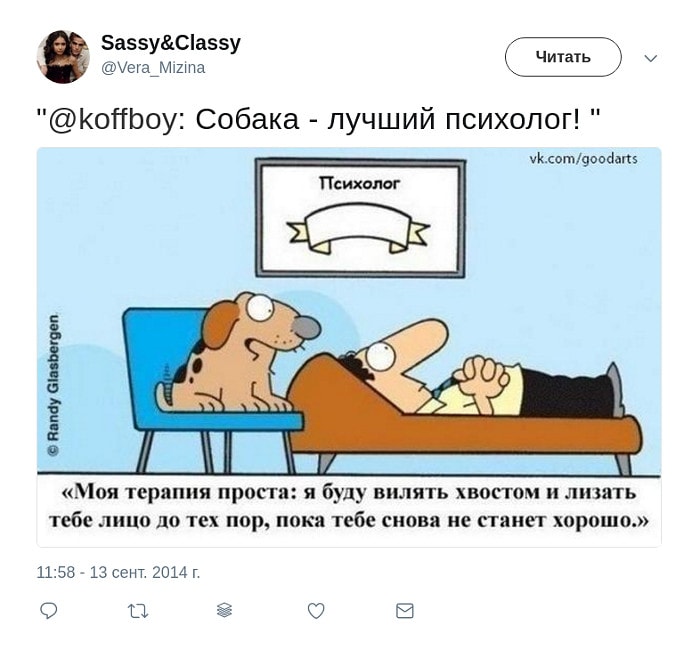 Sassy&Classy
@Vera_Mizina
Читать
"@koffboy: Собака - лучший психолог! "
vk.com/goodarts
Психолог
© Randy Glasbergen
«Моя терапия проста: я буду вилять хвостом и лизать
тебе лицо до тех пор, пока тебе снова не станет хорошо.»
11:58 - 13 сент. 2014 г.